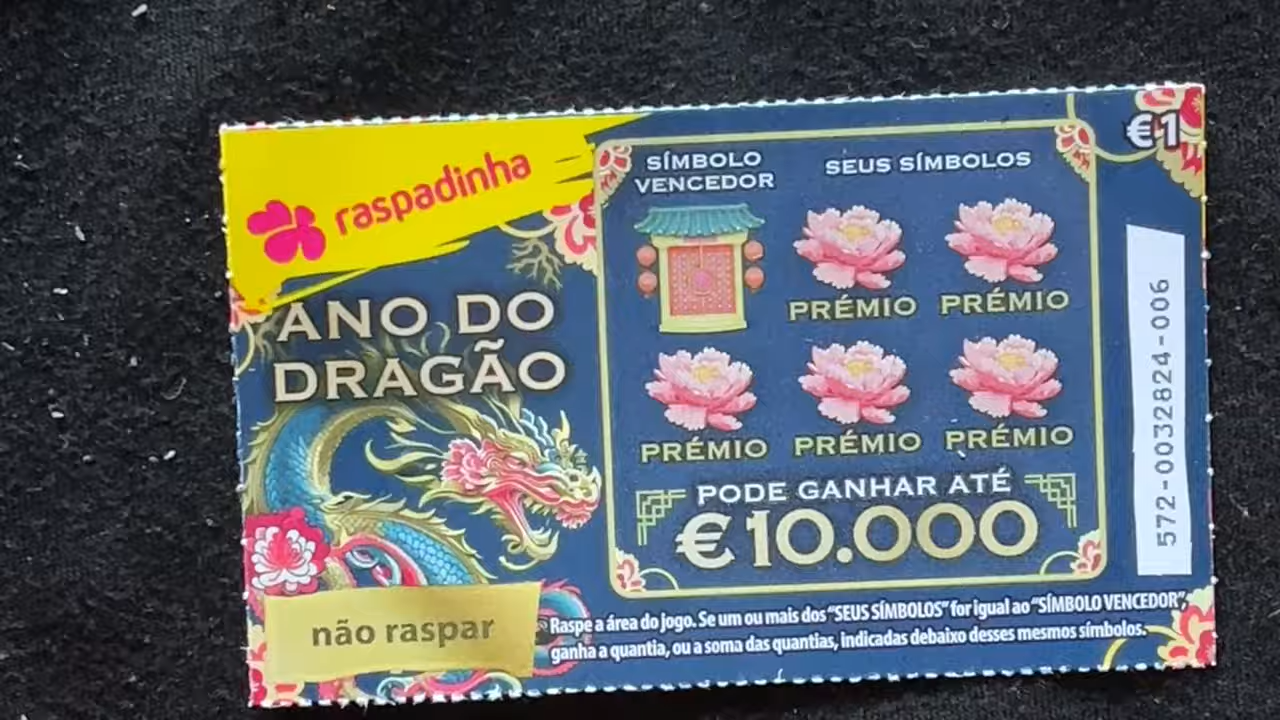 raspadinha
€1
ANO DO
DRAGÃO
não raspar
SÍMBOLO
VENCEDOR
SEUS SÍMBOLOS
PRÉMIO PRÉMIO
PRÉMIO PRÉMIO PRÉMIO
PODE GANHAR ATÉ
€10.000
Raspe a área do jogo. Se um ou mais dos "SEUS SÍMBOLOS" for igual ao "SÍMBOLO VENCEDOR",
ganha a quantia, ou a soma das quantias, indicadas debaixo desses mesmos símbolos.
572-0032824-006